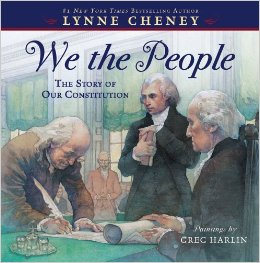 #1 New York Times Bestselling Author
LYNNE CHENEY
We the People
THE STORY OF
OUR CONSTITUTION
Paintings by
GREG HARLIN